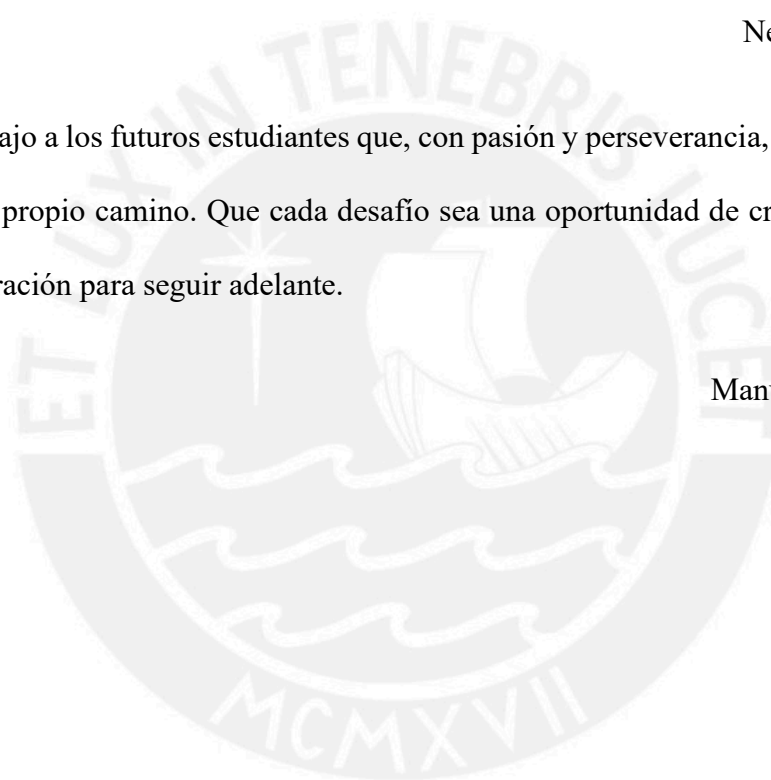 Ne
ajo a los futuros estudiantes que, con pasión y perseverancia,
propio camino. Que cada desafío sea una oportunidad de cr
ración para seguir adelante.
Manu
ET LUX IN TENEBRIS LUCET
MCMXVII